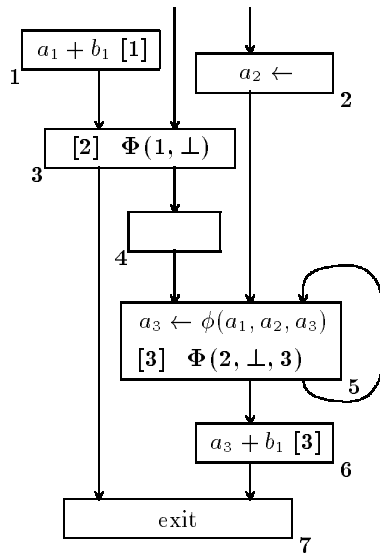 a₁ + b₁ [1]
1
a₂ ←
2
[2] Φ(1, ⊥)
3
4
a₃ ← ϕ(a₁, a₂, a₃)
[3] Φ(2, ⊥, 3)
5
a₃ + b₁ [3]
6
exit
7